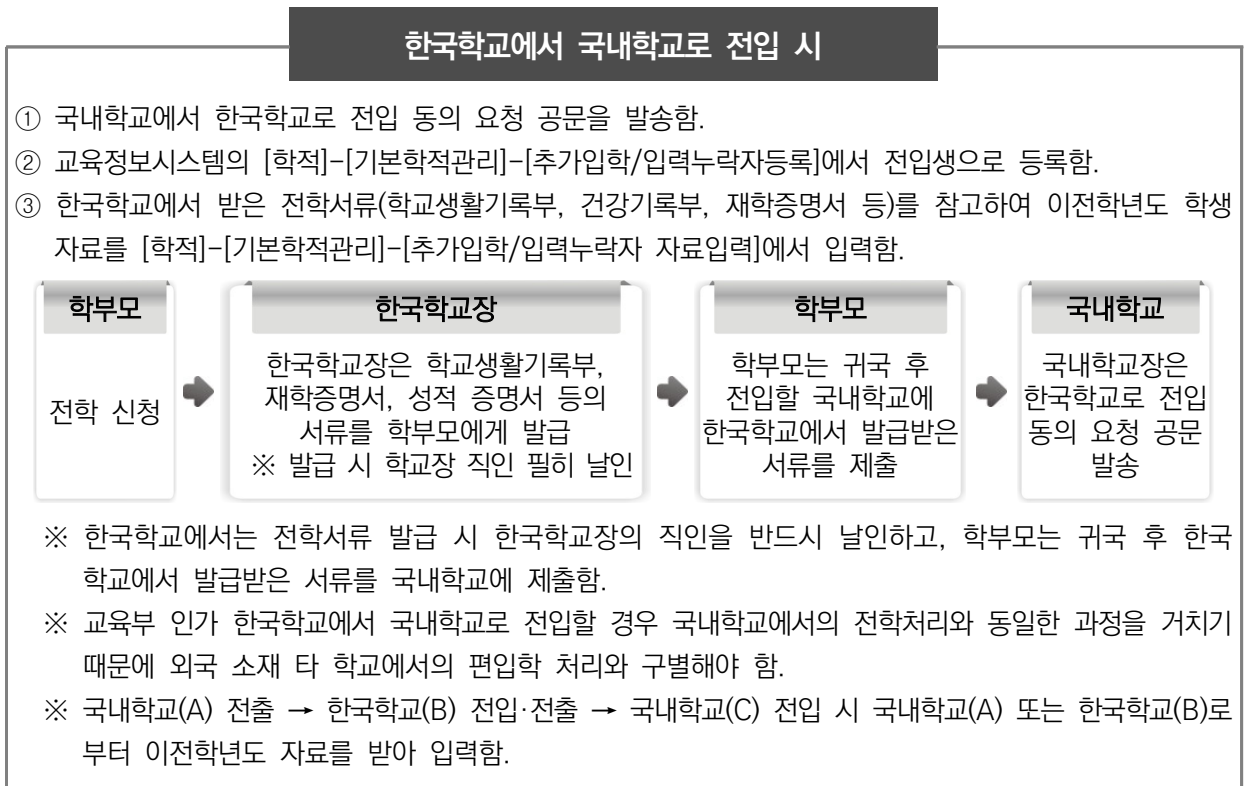 한국학교에서 국내학교로 전입 시
① 국내학교에서 한국학교로 전입 동의 요청 공문을 발송함.
② 교육정보시스템의 [학적]-[기본학적관리]-[추가입학/입력누락자등록]에서 전입생으로 등록함.
③ 한국학교에서 받은 전학서류(학교생활기록부, 건강기록부, 재학증명서 등)를 참고하여 이전학년도 학생
자료를 [학적]-[기본학적관리]-[추가입학/입력누락자 자료입력]에서 입력함.
학부모
전학 신청
한국학교장
한국학교장은 학교생활기록부,
재학증명서, 성적 증명서 등의
서류를 학부모에게 발급
※ 발급 시 학교장 직인 필히 날인
학부모
학부모는 귀국 후
전입할 국내학교에
한국학교에서 발급받은
서류를 제출
국내학교
국내학교장은
한국학교로 전입
동의 요청 공문
발송
※ 한국학교에서는 전학서류 발급 시 한국학교장의 직인을 반드시 날인하고, 학부모는 귀국 후 한국
학교에서 발급받은 서류를 국내학교에 제출함.
※ 교육부 인가 한국학교에서 국내학교로 전입할 경우 국내학교에서의 전학처리와 동일한 과정을 거치기
때문에 외국 소재 타 학교에서의 편입학 처리와 구별해야 함.
※ 국내학교(A) 전출 → 한국학교(B) 전입·전출 → 국내학교(C) 전입 시 국내학교(A) 또는 한국학교(B)로
부터 이전학년도 자료를 받아 입력함.